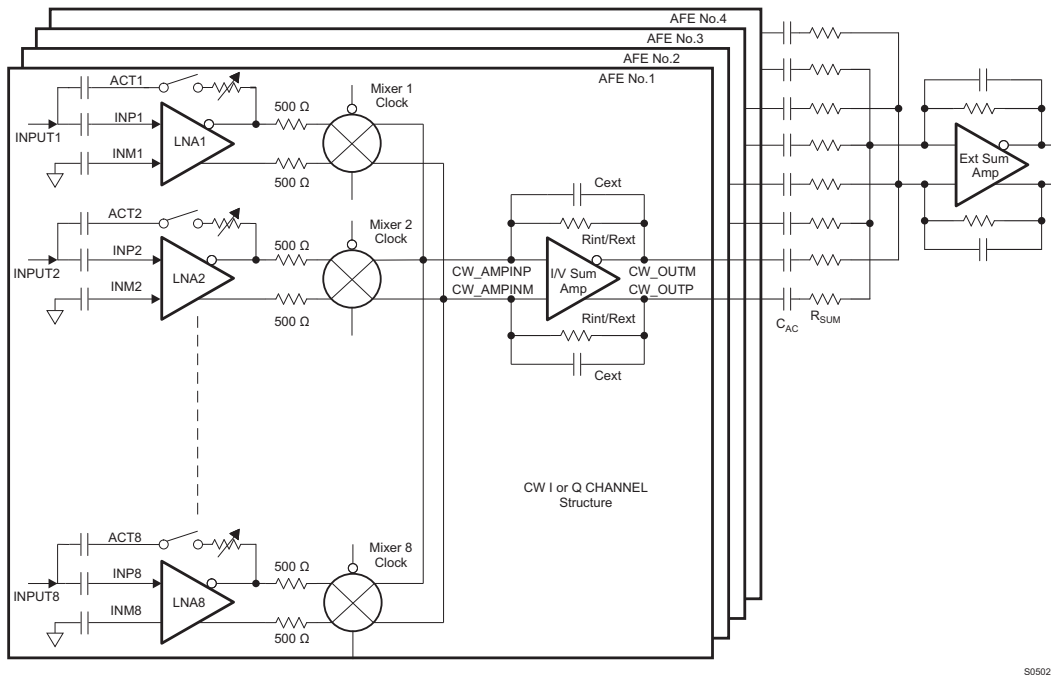 AFE No.4
AFE No.3
AFE No.2
AFE No.1
ACT1
500 Ω
Mixer 1
Clock
INPUT1
INP1
LNA1
INM1
500 Ω
Ext Sum
Amp
ACT2
500 Ω
Mixer 2
Clock
Cext
Rint/Rext
INPUT2
INP2
LNA2
INM2
500 Ω
CW_AMPINP
CW_AMPINM
I/V Sum
Amp
CW_OUTM
CW_OUTP
Rint/Rext
Cext
CAC
RSUM
CW I or Q CHANNEL
Structure
ACT8
500 Ω
Mixer 8
Clock
INPUT8
INP8
LNA8
INM8
500 Ω
S0502